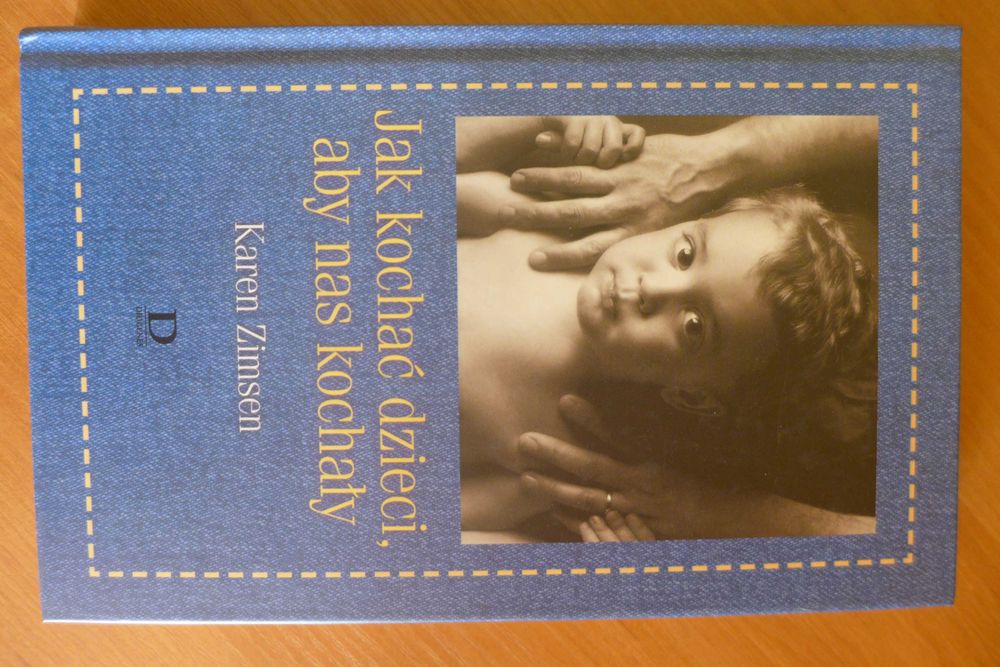 Jak kochać dzieci,
aby nas kochały
Karen Zimsen
D